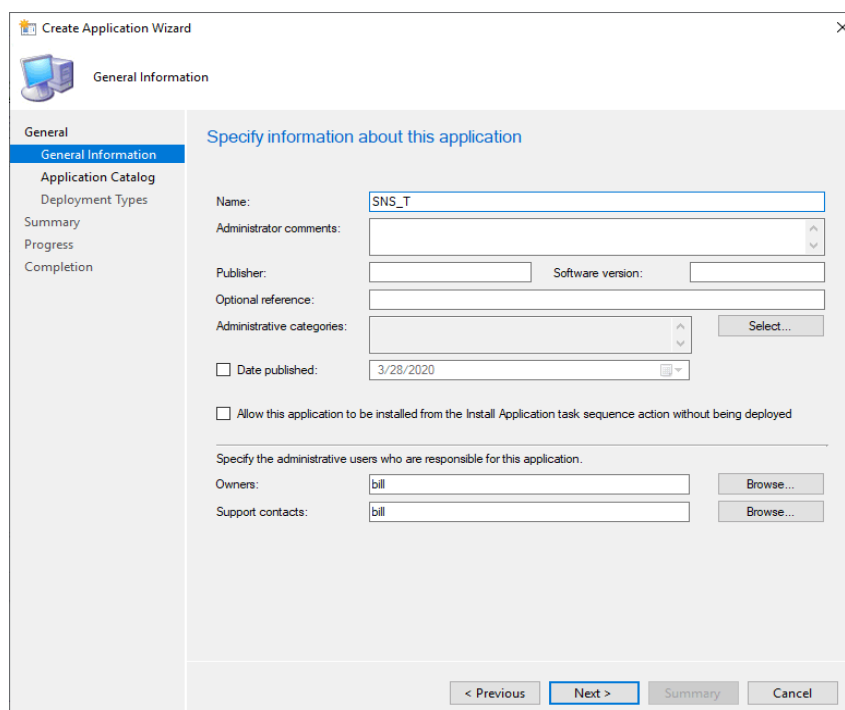 Create Application Wizard
General Information
General
General Information
Application Catalog
Deployment Types
Summary
Progress
Completion
Specify information about this application
Name: SNS_T
Administrator comments:
Publisher: Software version:
Optional reference:
Administrative categories: Select...
Date published: 3/28/2020
Allow this application to be installed from the Install Application task sequence action without being deployed
Specify the administrative users who are responsible for this application.
Owners: bill Browse...
Support contacts: bill Browse...
< Previous Next > Summary Cancel